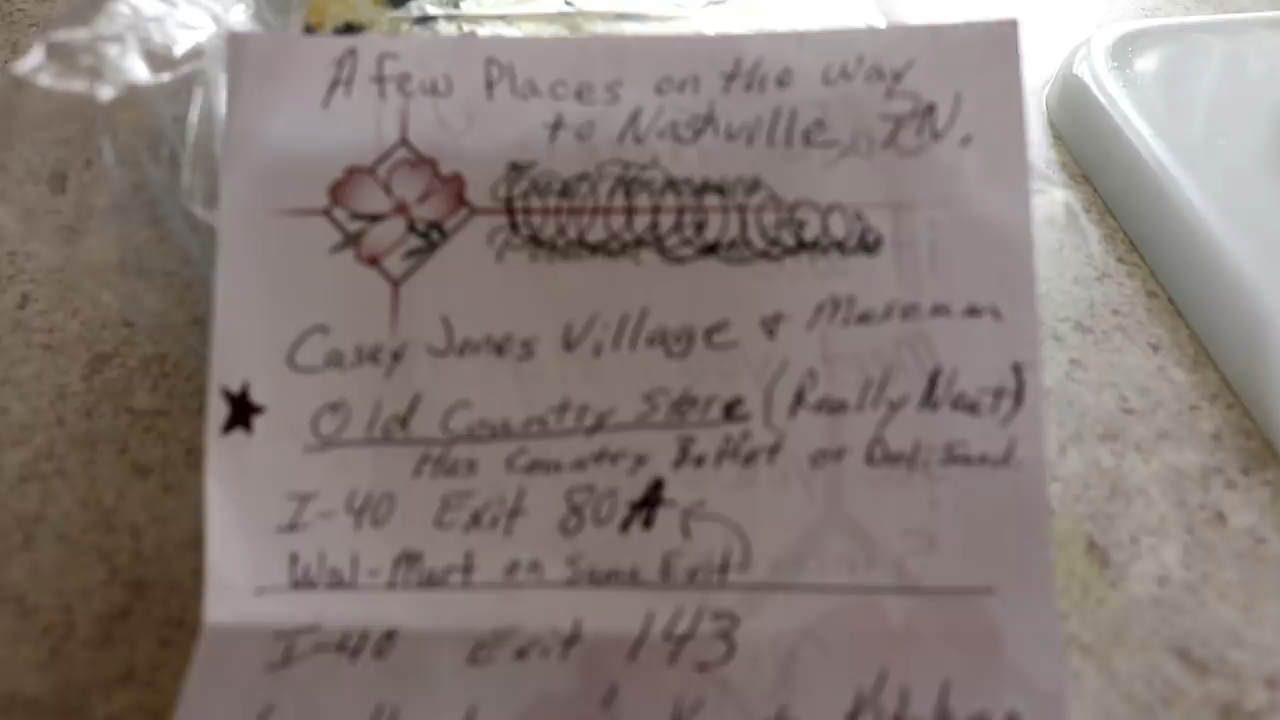 A few Places on the way
to Nashville, TN.
Casey Jones Village & Museum
Old Country Store (Really Neat)
Has Country Buffet or Deli Sand.
I-40 Exit 80A
Wal-Mart on Same Exit
I-40 Exit 143